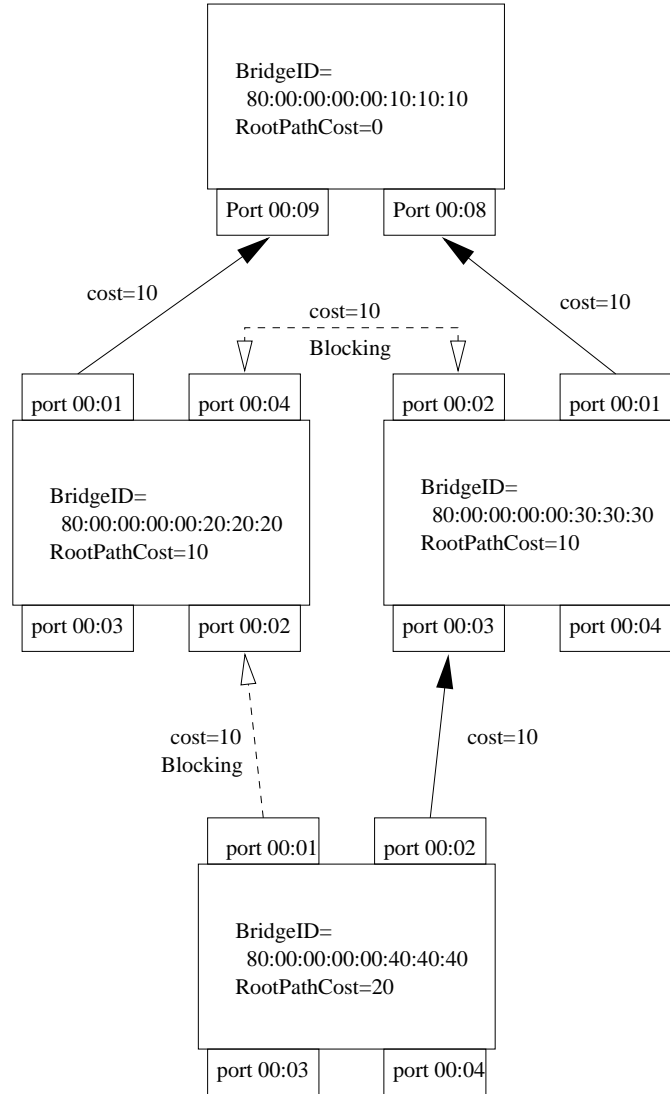 BridgeID=
80:00:00:00:00:10:10:10
RootPathCost=0
Port 00:09
Port 00:08
cost=10
cost=10
cost=10
Blocking
port 00:01
port 00:04
port 00:02
port 00:01
BridgeID=
80:00:00:00:00:20:20:20
RootPathCost=10
BridgeID=
80:00:00:00:00:30:30:30
RootPathCost=10
port 00:03
port 00:02
port 00:03
port 00:04
cost=10
Blocking
cost=10
port 00:01
port 00:02
BridgeID=
80:00:00:00:00:40:40:40
RootPathCost=20
port 00:03
port 00:04